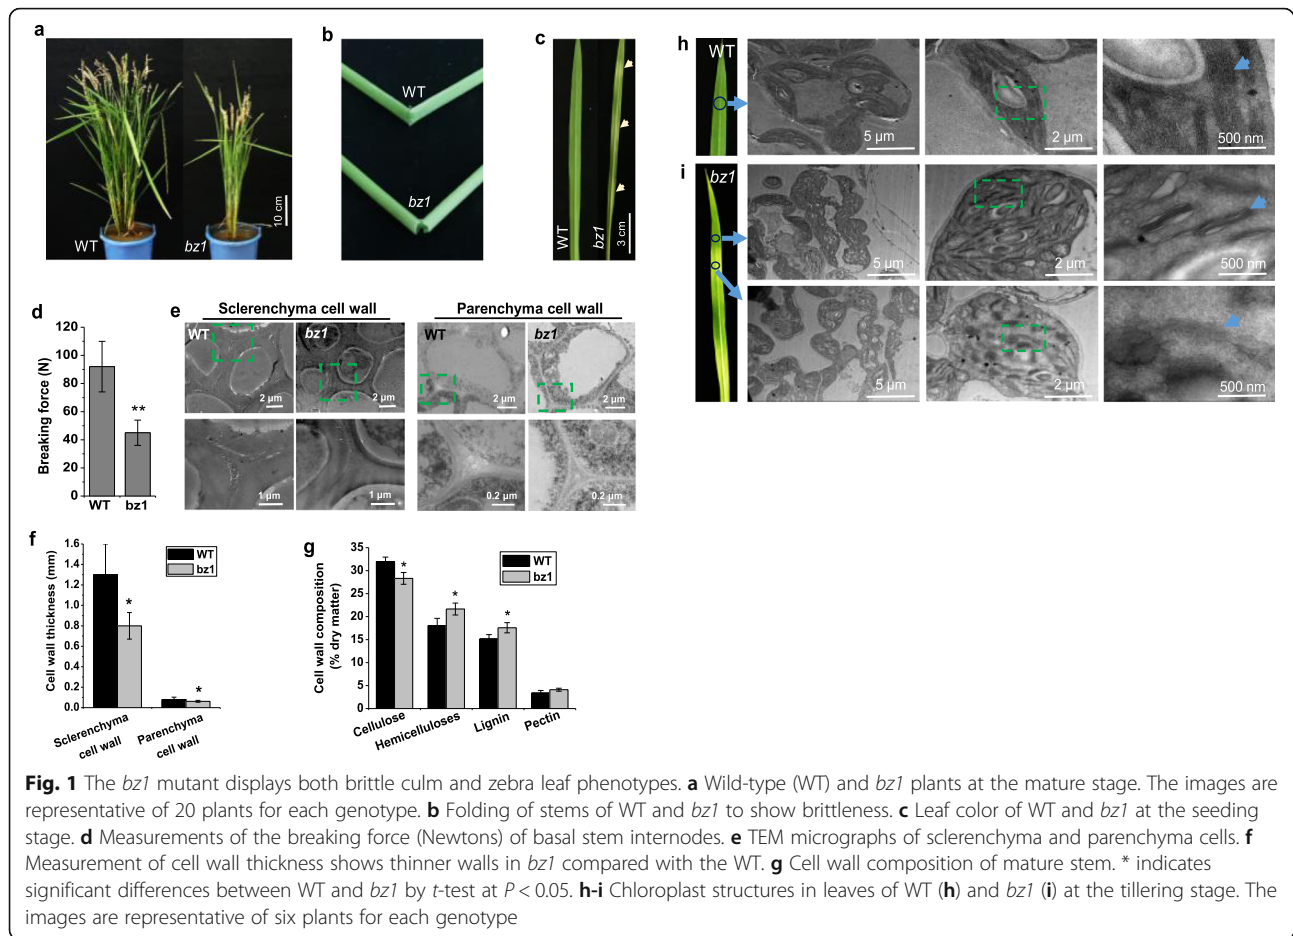 a
WT
bz1
10 cm
b
WT
bz1
c
WT
bz1
3 cm
h
WT
5 μm
2 μm
500 nm
i
bz1
5 μm
2 μm
500 nm
5 μm
2 μm
500 nm
d
Breaking force (N)
120
100
80
60
40
20
0
**
WT
bz1
e
Sclerenchyma cell wall
Parenchyma cell wall
WT
bz1
WT
bz1
2 μm
2 μm
2 μm
2 μm
1 μm
1 μm
0.2 μm
0.2 μm
f
Cell wall thickness (mm)
1.6
1.4
1.2
1.0
0.8
0.6
0.4
0.2
0.0
WT
bz1
*
*
Sclerenchyma
cell wall
Parenchyma
cell wall
g
Cell wall composition
(% dry matter)
35
30
25
20
15
10
5
0
WT
bz1
*
*
*
Cellulose
Hemicelluloses
Lignin
Pectin
Fig. 1 The bz1 mutant displays both brittle culm and zebra leaf phenotypes. a Wild-type (WT) and bz1 plants at the mature stage. The images are
representative of 20 plants for each genotype. b Folding of stems of WT and bz1 to show brittleness. c Leaf color of WT and bz1 at the seeding
stage. d Measurements of the breaking force (Newtons) of basal stem internodes. e TEM micrographs of sclerenchyma and parenchyma cells. f
Measurement of cell wall thickness shows thinner walls in bz1 compared with the WT. g Cell wall composition of mature stem. * indicates
significant differences between WT and bz1 by t-test at P < 0.05. h-i Chloroplast structures in leaves of WT (h) and bz1 (i) at the tillering stage. The
images are representative of six plants for each genotype